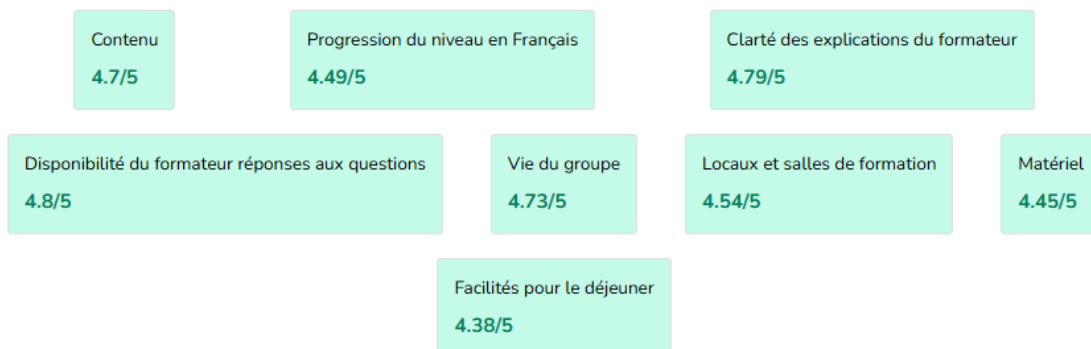 Contenu
4.7/5
Progression du niveau en Français
4.49/5
Clarté des explications du formateur
4.79/5
Disponibilité du formateur réponses aux questions
4.8/5
Vie du groupe
4.73/5
Locaux et salles de formation
4.54/5
Matériel
4.45/5
Facilités pour le déjeuner
4.38/5